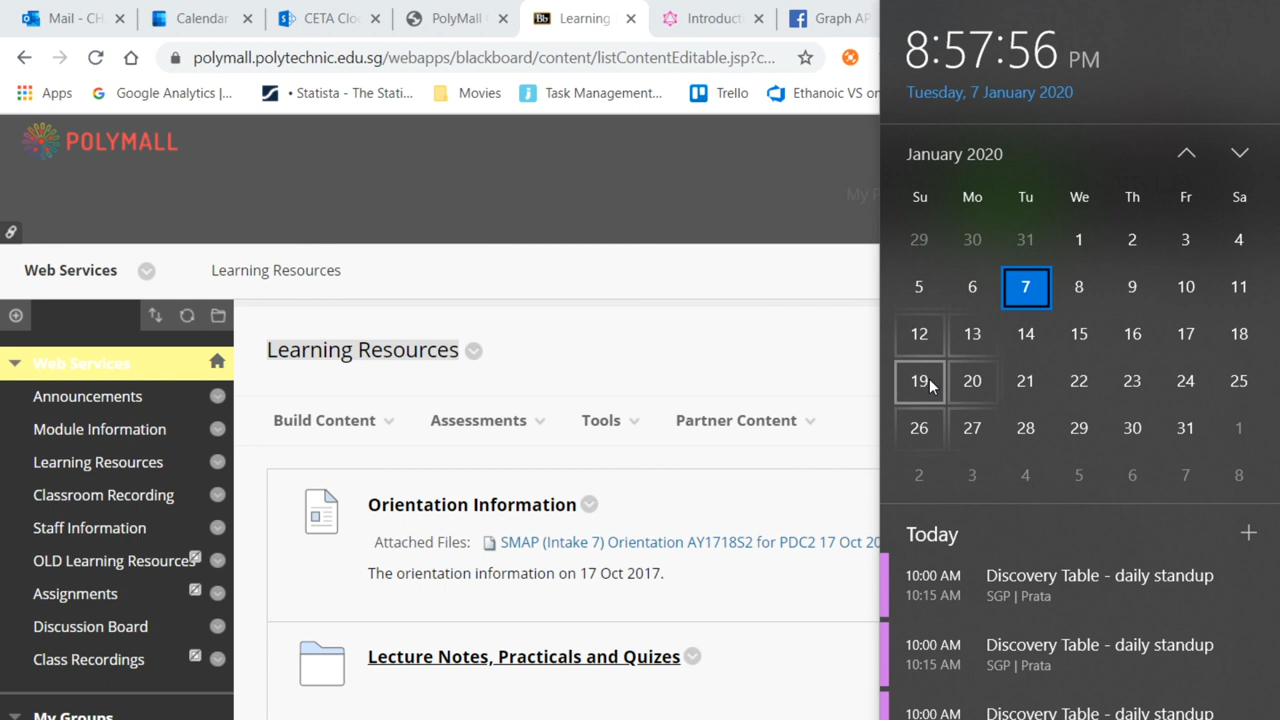 Mail - CH
Calendar
CETA Clo
PolyMall
Bb Learning
Introducti
Graph AP
polymall.polytechnic.edu.sg/webapps/blackboard/content/listContentEditable.jsp?c...
Apps
Google Analytics |...
• Statista - The Stati...
Movies
Task Management...
Trello
Ethanoic VS on
POLYMALL
My P
Web Services
Learning Resources
Web Services
Announcements
Module Information
Learning Resources
Classroom Recording
Staff Information
OLD Learning Resources
Assignments
Discussion Board
Class Recordings
My Groups
Learning Resources
Build Content
Assessments
Tools
Partner Content
Orientation Information
Attached Files: SMAP (Intake 7) Orientation AY1718S2 for PDC2 17 Oct 20
The orientation information on 17 Oct 2017.
Lecture Notes, Practicals and Quizes
8:57:56 PM
Tuesday, 7 January 2020
January 2020
Su Mo Tu We Th Fr Sa
29 30 31 1 2 3 4
5 6 7 8 9 10 11
12 13 14 15 16 17 18
19 20 21 22 23 24 25
26 27 28 29 30 31 1
2 3 4 5 6 7 8
Today
10:00 AM Discovery Table - daily standup
10:15 AM SGP | Prata
10:00 AM Discovery Table - daily standup
10:15 AM SGP | Prata
10:00 AM Discovery Table - daily standup